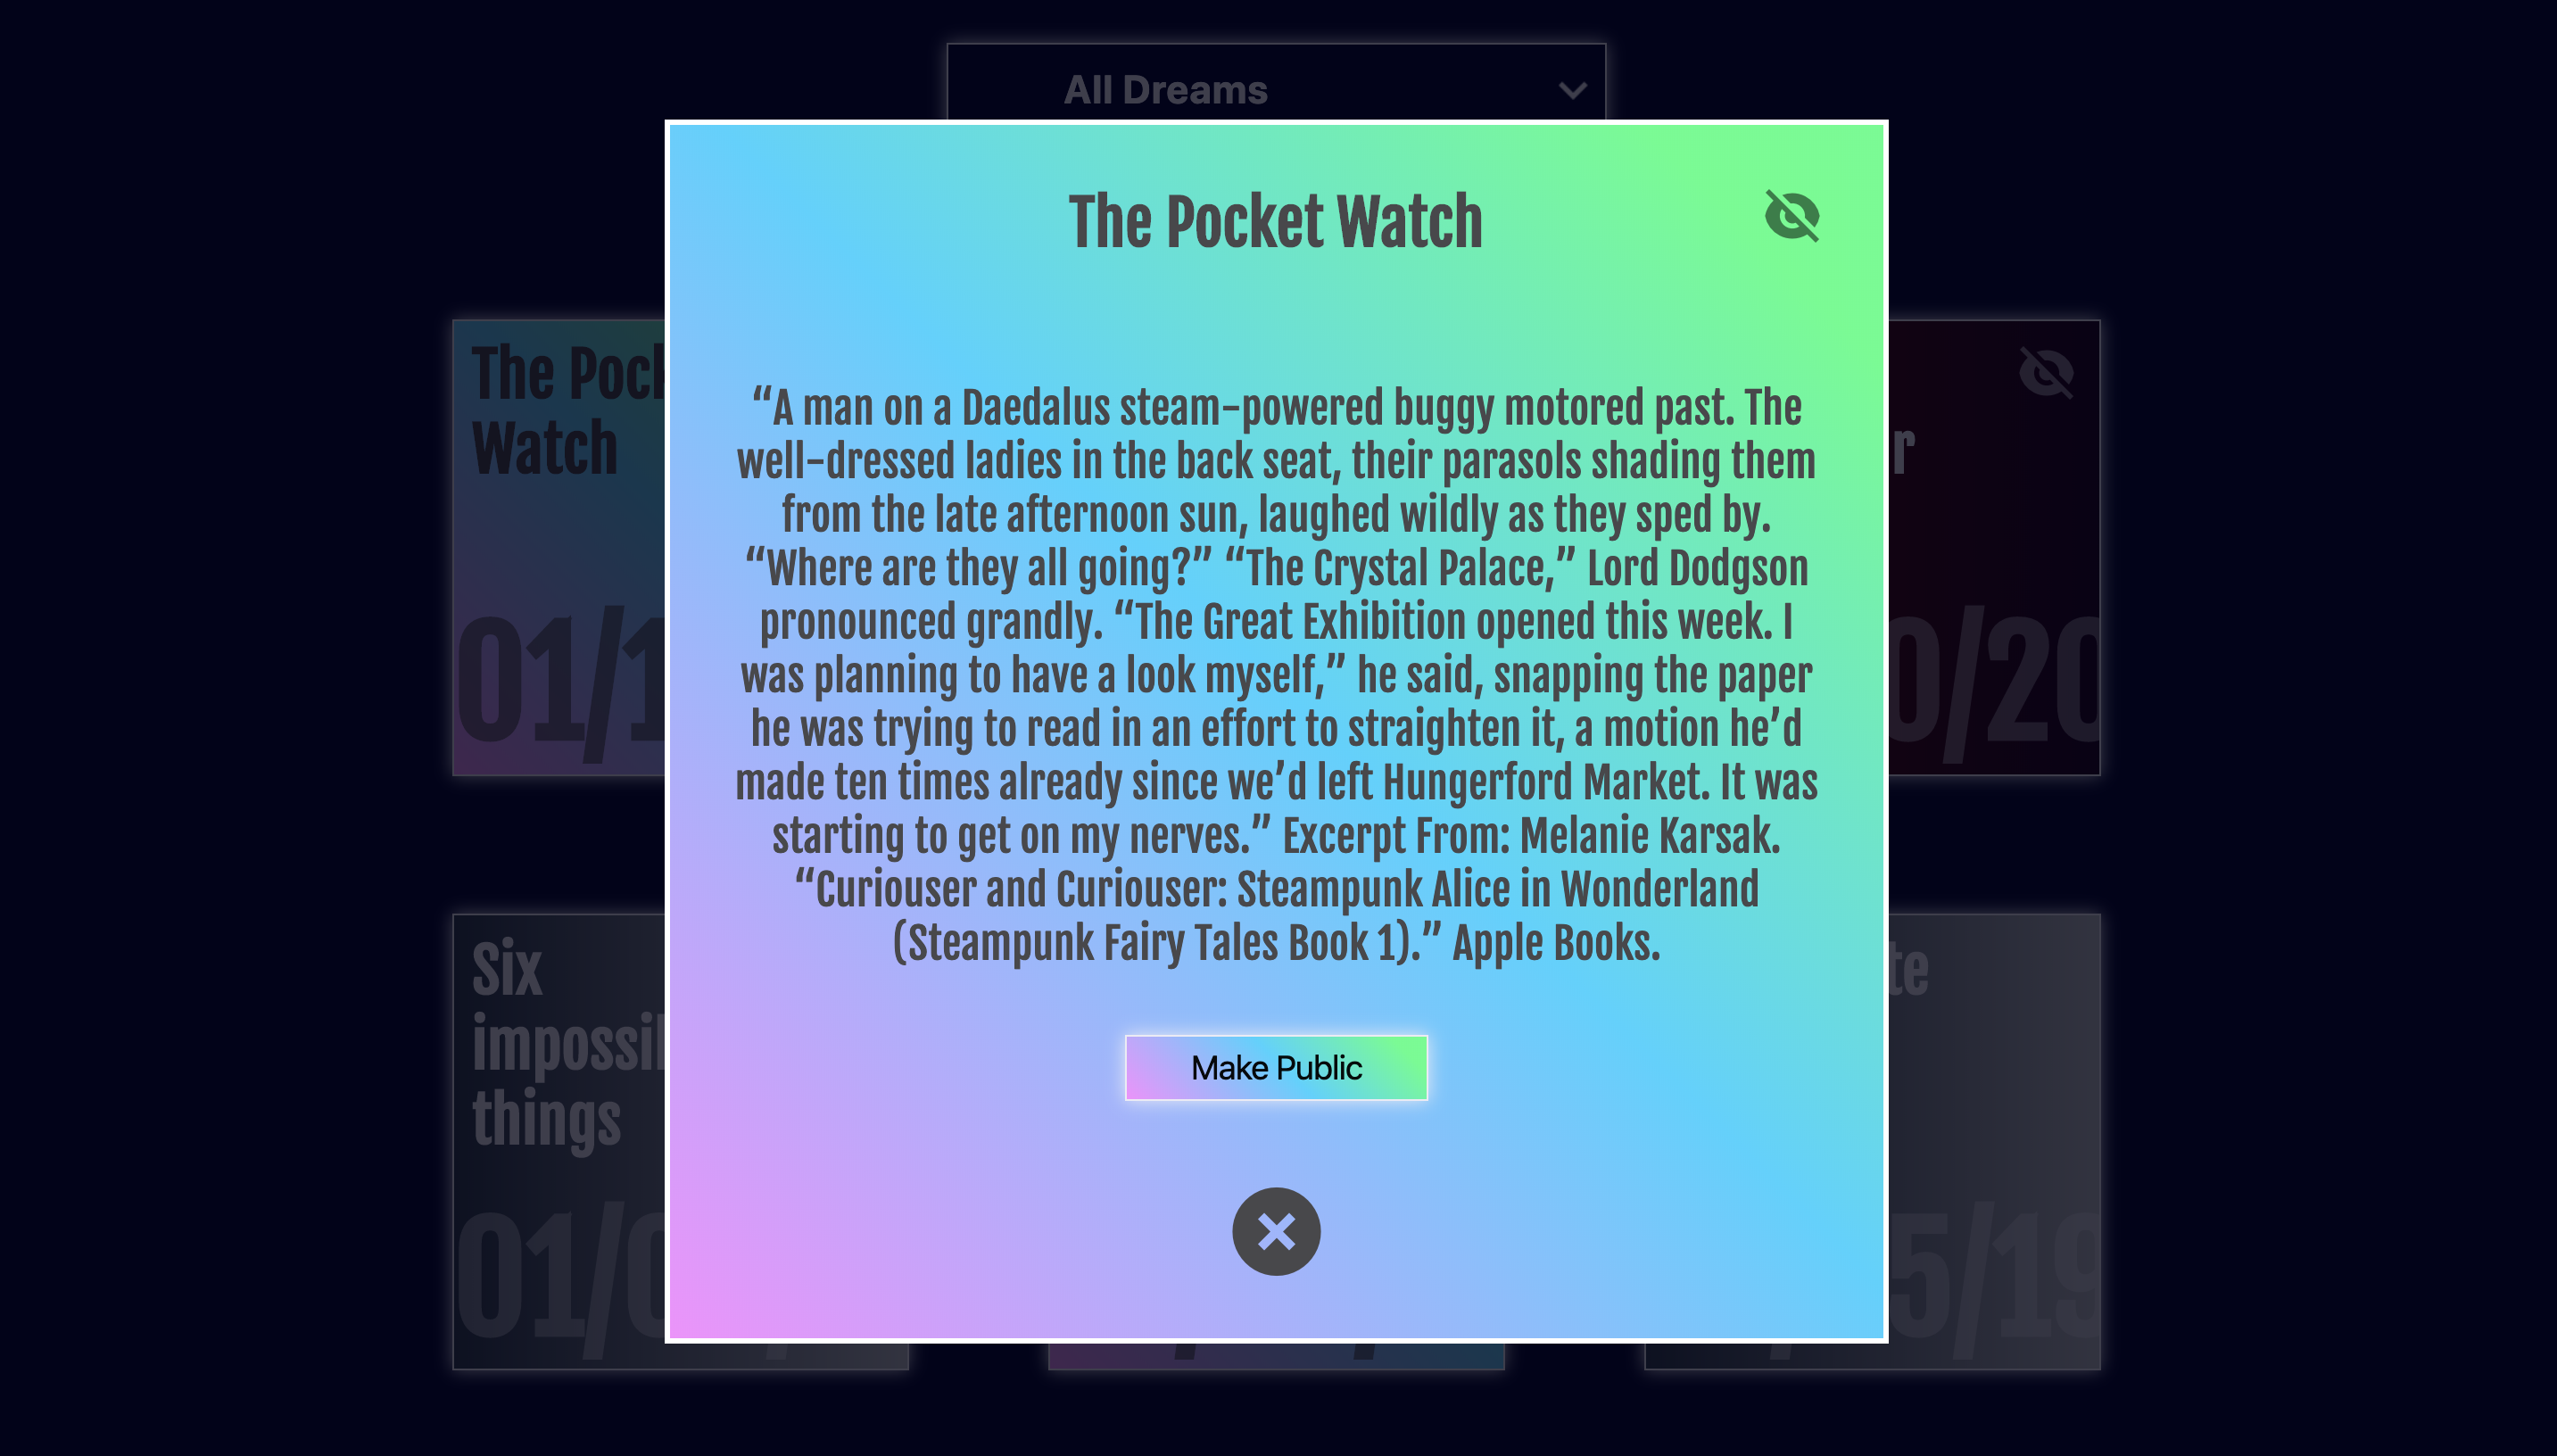 All Dreams
The Pocket Watch
“A man on a Daedalus steam-powered buggy motored past. The
well-dressed ladies in the back seat, their parasols shading them
from the late afternoon sun, laughed wildly as they sped by.
“Where are they all going?” “The Crystal Palace,” Lord Dodgson
pronounced grandly. “The Great Exhibition opened this week. I
was planning to have a look myself,” he said, snapping the paper
he was trying to read in an effort to straighten it, a motion he’d
made ten times already since we’d left Hungerford Market. It was
starting to get on my nerves.” Excerpt From: Melanie Karsak.
“Curiouser and Curiouser: Steampunk Alice in Wonderland
(Steampunk Fairy Tales Book 1).” Apple Books.
Make Public
The
Watch
01/1
0/20
Six
things
01/
5/19